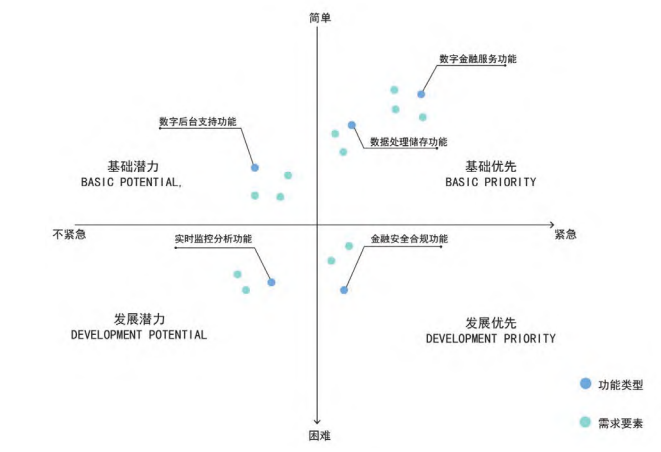 简单
数字金融服务功能
数字后台支持功能
数据处理储存功能
基础潜力
BASIC POTENTIAL.
基础优先
BASIC PRIORITY
不紧急
紧急
实时监控分析功能
金融安全合规功能
发展潜力
DEVELOPMENT POTENTIAL
发展优先
DEVELOPMENT PRIORITY
功能类型
需求要素
困难